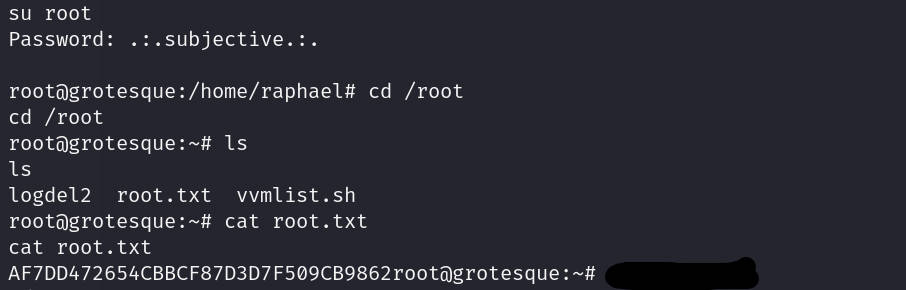 su root
Password: .:.subjective.:.
root@grotesque:/home/raphael# cd /root
cd /root
root@grotesque:~# ls
ls
logdel2  root.txt  vvmlist.sh
root@grotesque:~# cat root.txt
cat root.txt
AF7DD472654CBBCF87D3D7F509CB9862root@grotesque:~#